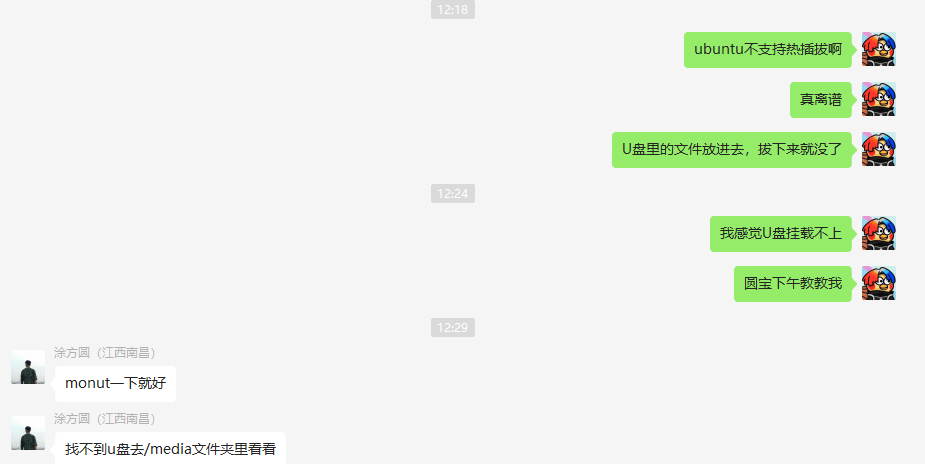 12:18
ubuntu不支持热插拔啊
真离谱
U盘里的文件放进去，拔下来就没了
12:24
我感觉U盘挂载不上
圆宝下午教教我
12:29
涂方圆（江西南昌）
monut一下就好
涂方圆（江西南昌）
找不到u盘去/media文件夹里看看